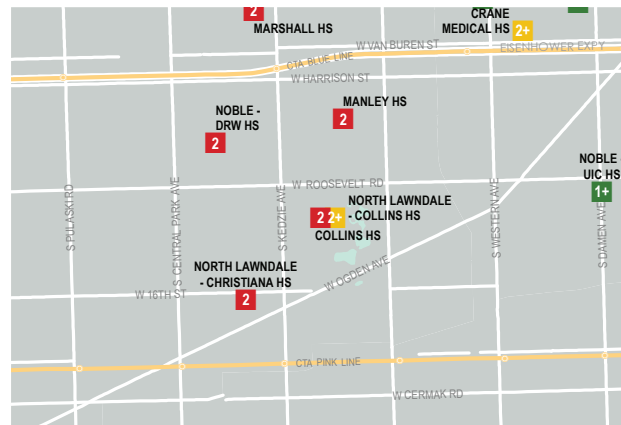 2
MARSHALL HS
CRANE
MEDICAL HS
2+
W VAN BUREN ST
EISENHOWER EXPY
CTA BLUE LINE
W HARRISON ST
NOBLE -
DRW HS
2
MANLEY HS
2
NOBLE
UIC HS
1+
W ROOSEVELT RD
S PULASKI RD
S CENTRAL PARK AVE
S KEDZIE AVE
S WESTERN AVE
S DAMEN AVE
2 2+
NORTH LAWNDALE
- COLLINS HS
COLLINS HS
NORTH LAWNDALE
- CHRISTIANA HS
W OGDEN AVE
W 16TH ST
2
CTA PINK LINE
W CERMAK RD